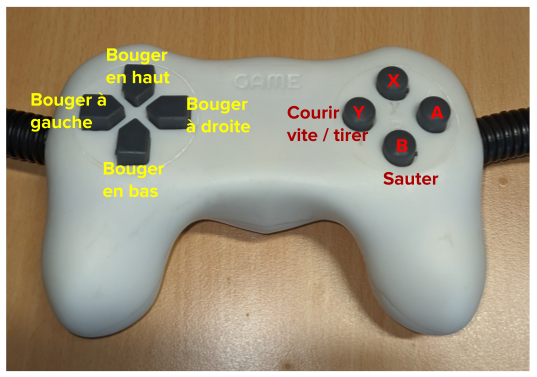 Bouger
en haut
Bouger à
gauche
Bouger
à droite
Bouger
en bas
GAME
X
Y
A
B
Courir
vite / tirer
Sauter